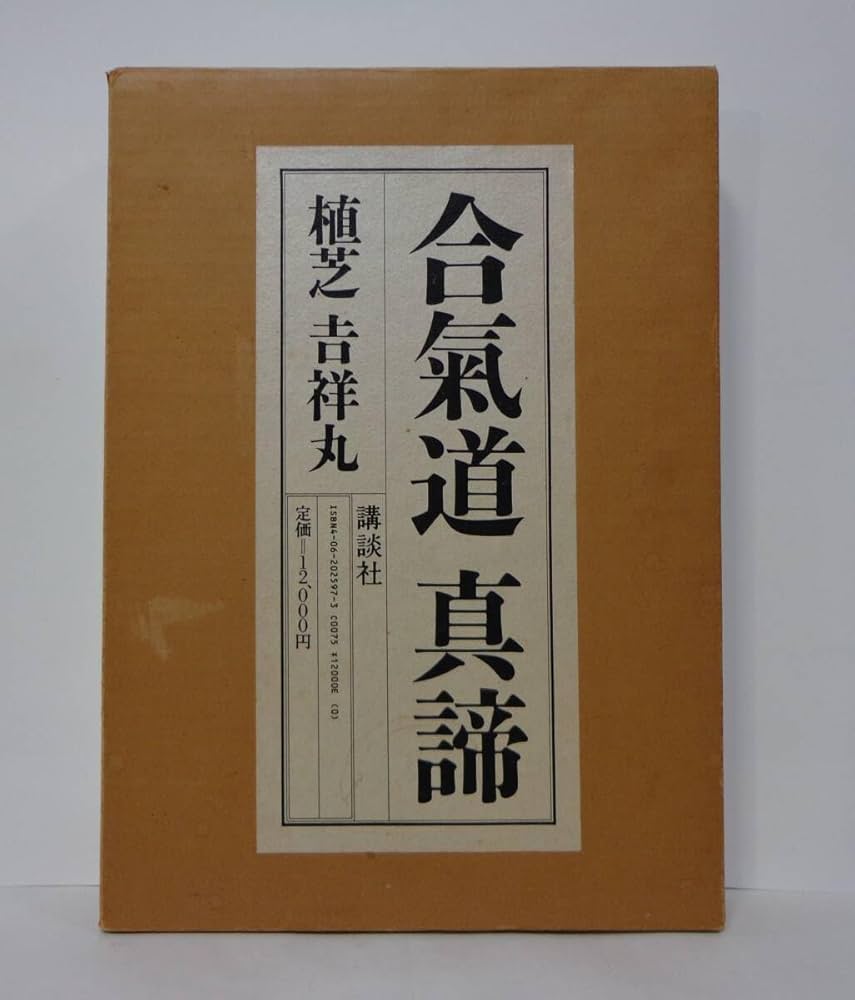 合氣道 真諦
植芝 吉祥丸
講談社
ISBN4-06-202597-3 C0075 ¥12000E (0)
定価=12,000円